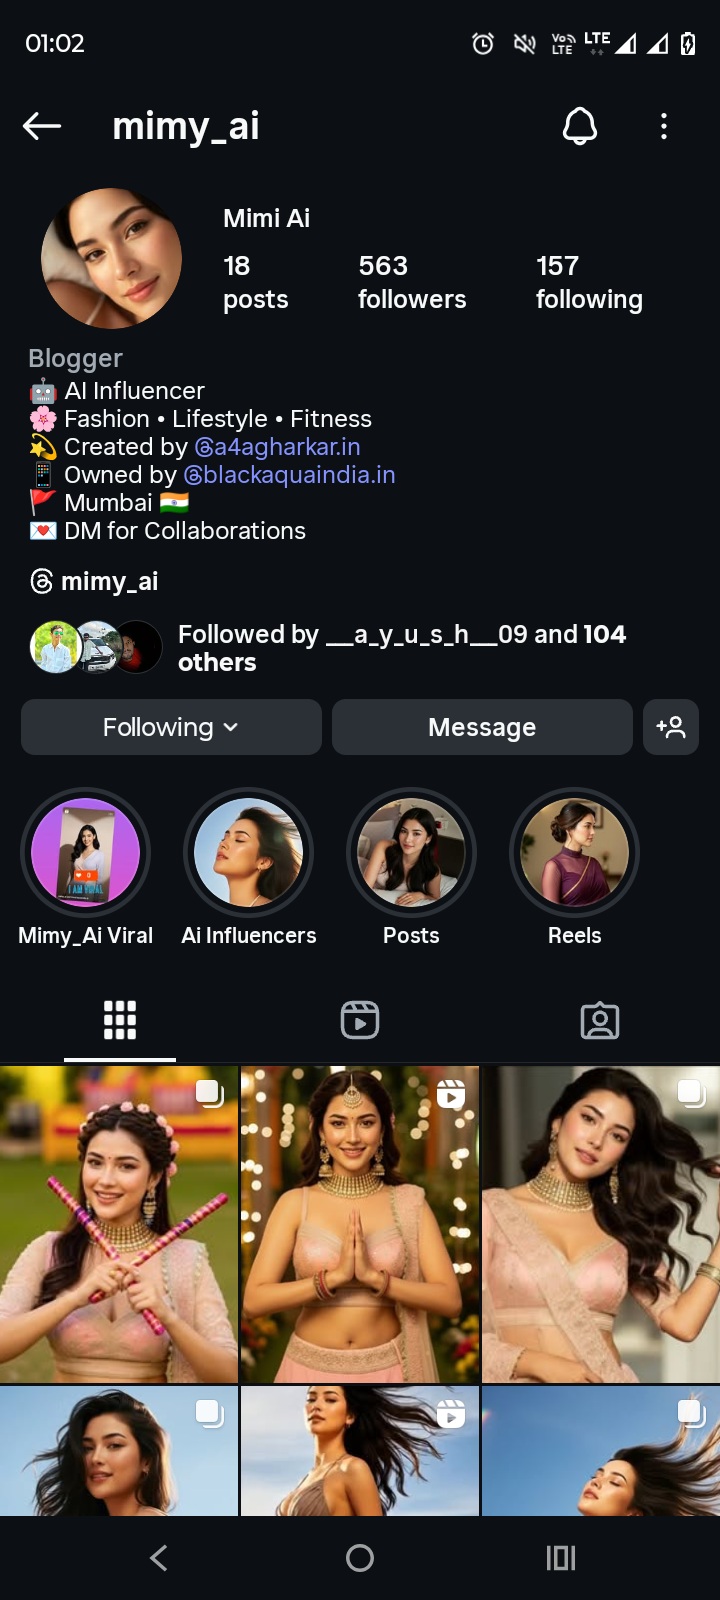 01:02
Vo LTE LTE
mimy_ai
Mimi Ai
18 563 157
posts followers following
Blogger
🤖 AI Influencer
🌸 Fashion • Lifestyle • Fitness
💫 Created by @a4agharkar.in
📱 Owned by @blackaquaindia.in
🚩 Mumbai 🇮🇳
💌 DM for Collaborations
mimy_ai
Followed by __a_y_u_s_h__09 and 104
others
Following Message
I AM VIRAL
Mimy_Ai Viral Ai Influencers Posts Reels